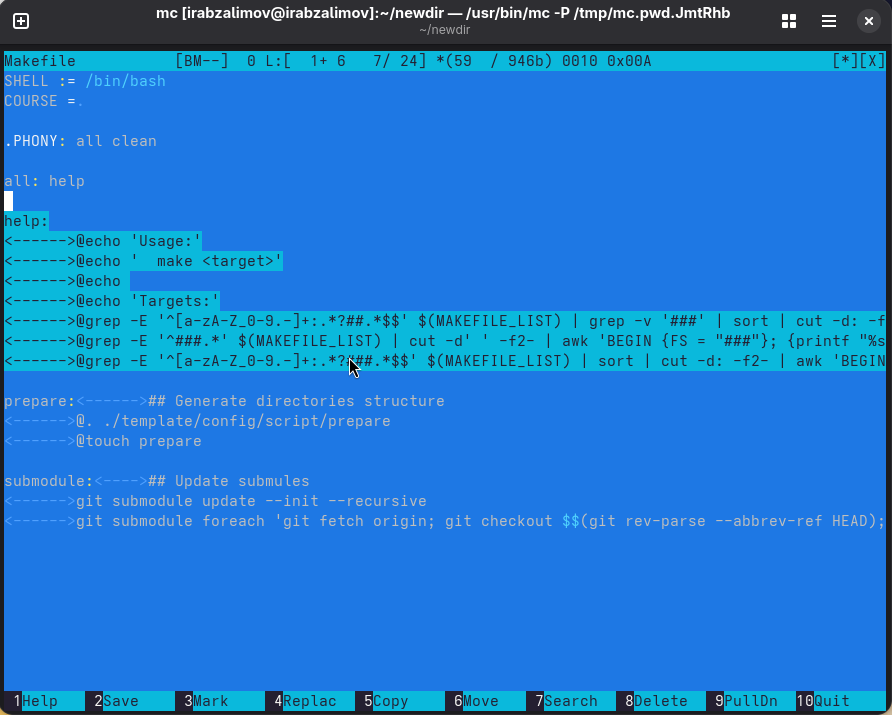 mc [irabzalimov@irabzalimov]:~/newdir — /usr/bin/mc -P /tmp/mc.pwd.JmtRhb
~/newdir
Makefile           [BM--]  0 L:[  1+ 6   7/ 24] *(59  / 946b) 0010 0x00A                    [*][X]
SHELL := /bin/bash
COURSE =.
.PHONY: all clean
all: help
help:
<------>@echo 'Usage:'
<------>@echo '  make <target>'
<------>@echo
<------>@echo 'Targets:'
<------>@grep -E '^[a-zA-Z_0-9.-]+:.*?##.*$$' $(MAKEFILE_LIST) | grep -v '###' | sort | cut -d: -f
<------>@grep -E '^###.*' $(MAKEFILE_LIST) | cut -d' ' -f2- | awk 'BEGIN {FS = "###"}; {printf "%s
<------>@grep -E '^[a-zA-Z_0-9.-]+:.*?###.*$$' $(MAKEFILE_LIST) | sort | cut -d: -f2- | awk 'BEGIN
prepare:<------>## Generate directories structure
<------>@. ./template/config/script/prepare
<------>@touch prepare
submodule:<---->## Update submules
<------>git submodule update --init --recursive
<------>git submodule foreach 'git fetch origin; git checkout $$(git rev-parse --abbrev-ref HEAD);
1Help 2Save 3Mark 4Replac 5Copy 6Move 7Search 8Delete 9PullDn 10Quit